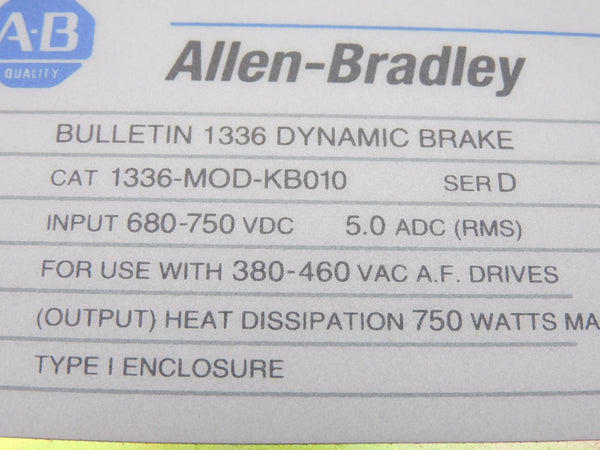 A-B
QUALITY
Allen-Bradley
BULLETIN 1336 DYNAMIC BRAKE
CAT 1336-MOD-KB010 SER D
INPUT 680-750 VDC 5.0 ADC (RMS)
FOR USE WITH 380-460 VAC A.F. DRIVES
(OUTPUT) HEAT DISSIPATION 750 WATTS MA
TYPE I ENCLOSURE